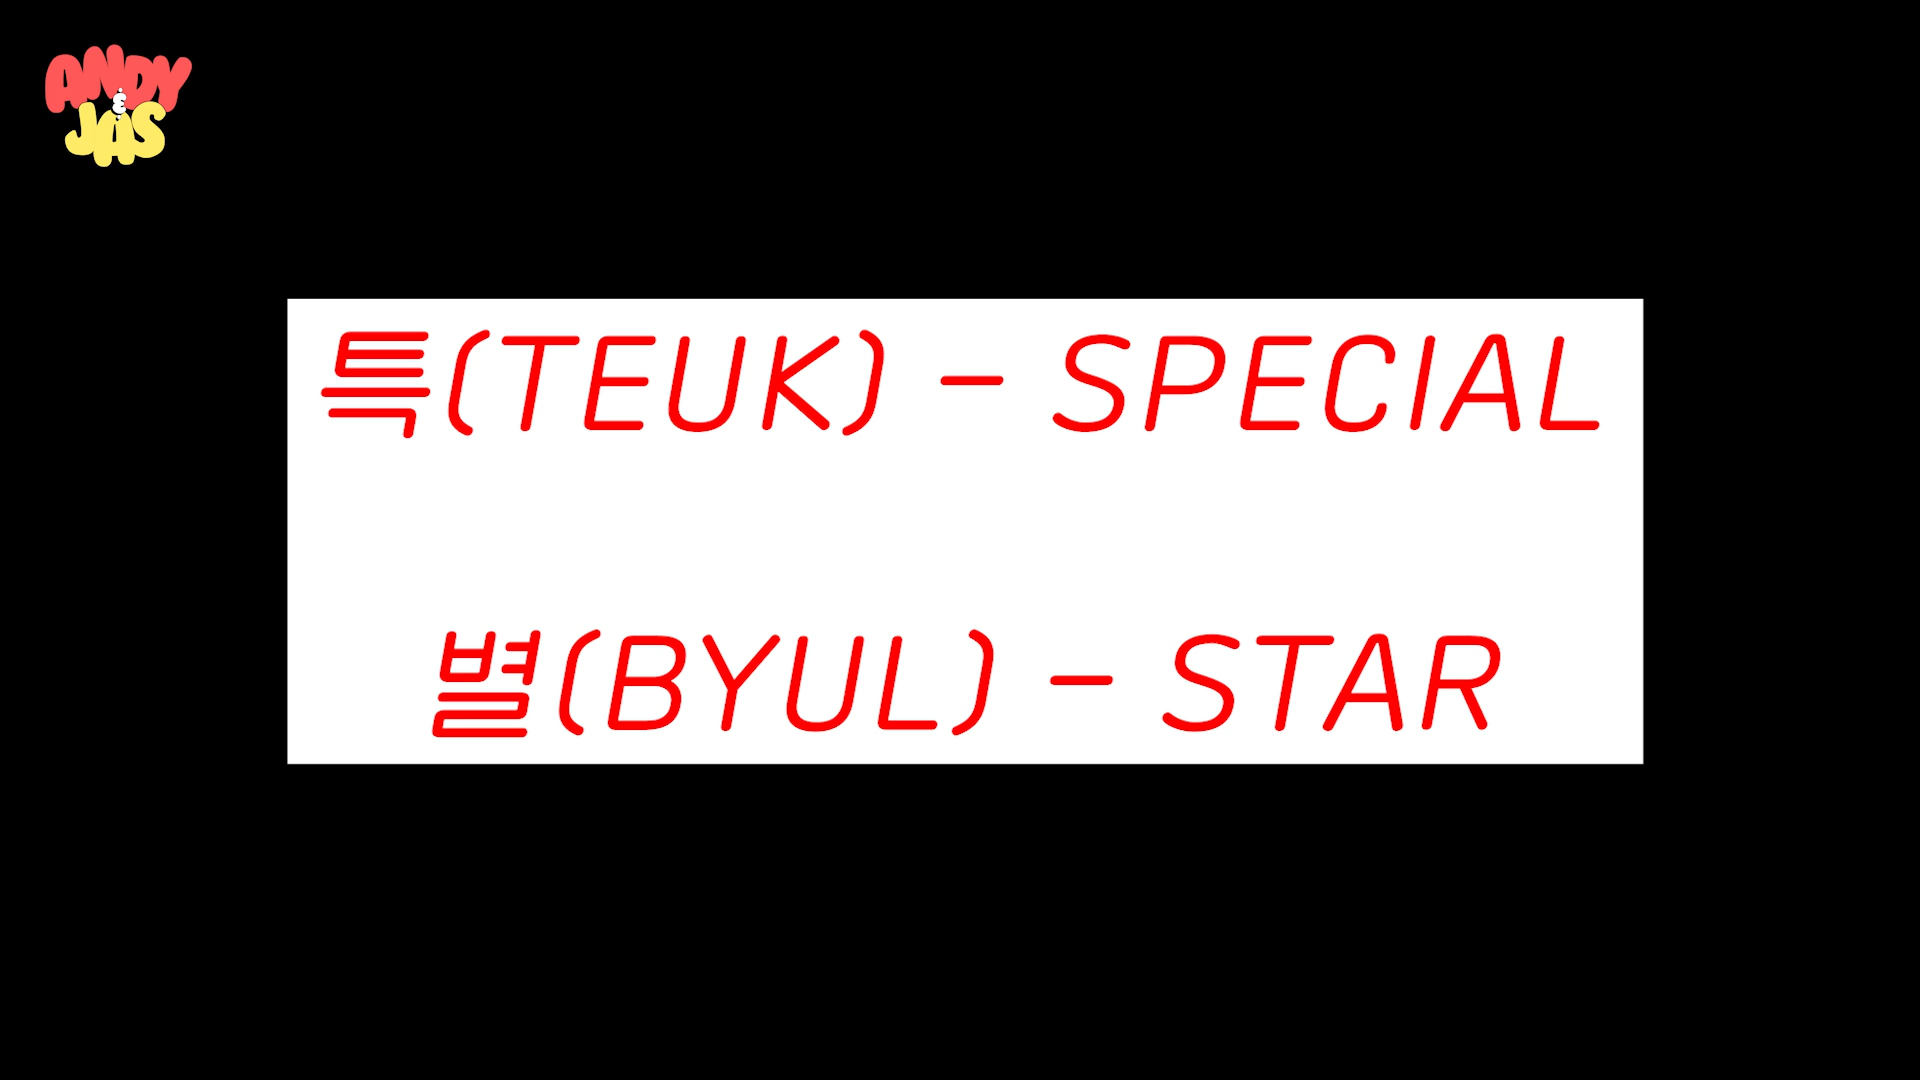 ANDY
&
JAS
특(TEUK) - SPECIAL
별(BYUL) - STAR